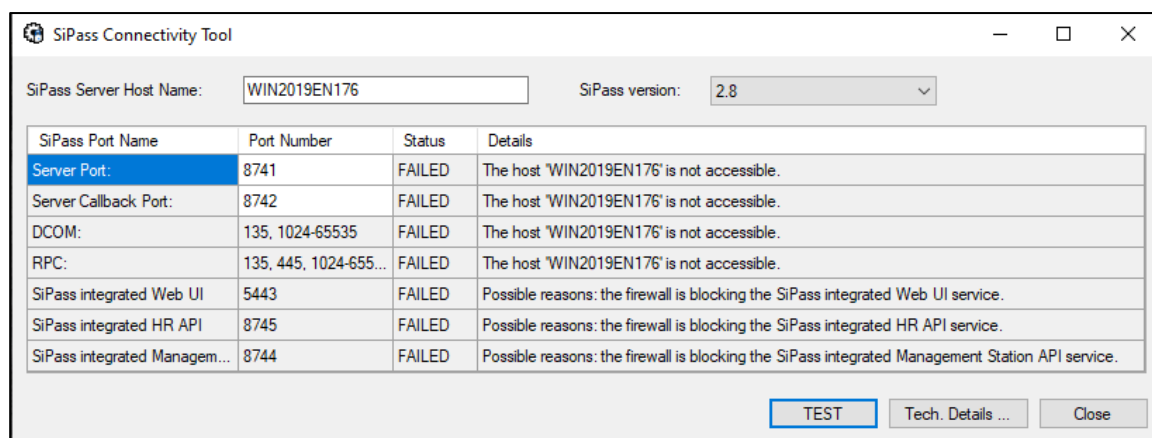 SiPass Connectivity Tool
SiPass Server Host Name: WIN2019EN176 SiPass version: 2.8
SiPass Port Name Port Number Status Details
Server Port: 8741 FAILED The host 'WIN2019EN176' is not accessible.
Server Callback Port: 8742 FAILED The host 'WIN2019EN176' is not accessible.
DCOM: 135, 1024-65535 FAILED The host 'WIN2019EN176' is not accessible.
RPC: 135, 445, 1024-655... FAILED The host 'WIN2019EN176' is not accessible.
SiPass integrated Web UI 5443 FAILED Possible reasons: the firewall is blocking the SiPass integrated Web UI service.
SiPass integrated HR API 8745 FAILED Possible reasons: the firewall is blocking the SiPass integrated HR API service.
SiPass integrated Managem... 8744 FAILED Possible reasons: the firewall is blocking the SiPass integrated Management Station API service.
TEST Tech. Details ... Close